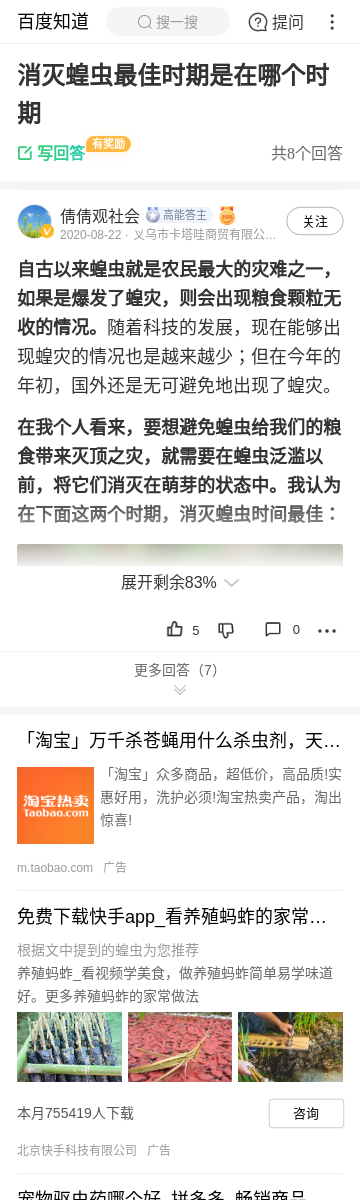 百度知道 搜一搜 提问
消灭蝗虫最佳时期是在哪个时
期
写回答 有奖励 共8个回答
倩倩观社会 高能答主
2020-08-22 · 义乌市卡塔哇商贸有限公…
关注
自古以来蝗虫就是农民最大的灾难之一，
如果是爆发了蝗灾，则会出现粮食颗粒无
收的情况。随着科技的发展，现在能够出
现蝗灾的情况也是越来越少；但在今年的
年初，国外还是无可避免地出现了蝗灾。
在我个人看来，要想避免蝗虫给我们的粮
食带来灭顶之灾，就需要在蝗虫泛滥以
前，将它们消灭在萌芽的状态中。我认为
在下面这两个时期，消灭蝗虫时间最佳：
展开剩余83%
5 0
更多回答（7）
「淘宝」万千杀苍蝇用什么杀虫剂，天…
淘宝热卖
Taobao.com
「淘宝」众多商品，超低价，高品质!实
惠好用，洗护必须!淘宝热卖产品，淘出
惊喜!
m.taobao.com 广告
免费下载快手app_看养殖蚂蚱的家常…
根据文中提到的蝗虫为您推荐
养殖蚂蚱_看视频学美食，做养殖蚂蚱简单易学味道
好。更多养殖蚂蚱的家常做法
本月755419人下载 咨询
北京快手科技有限公司 广告
宠物驱虫药哪个好_拼多多_畅销商品